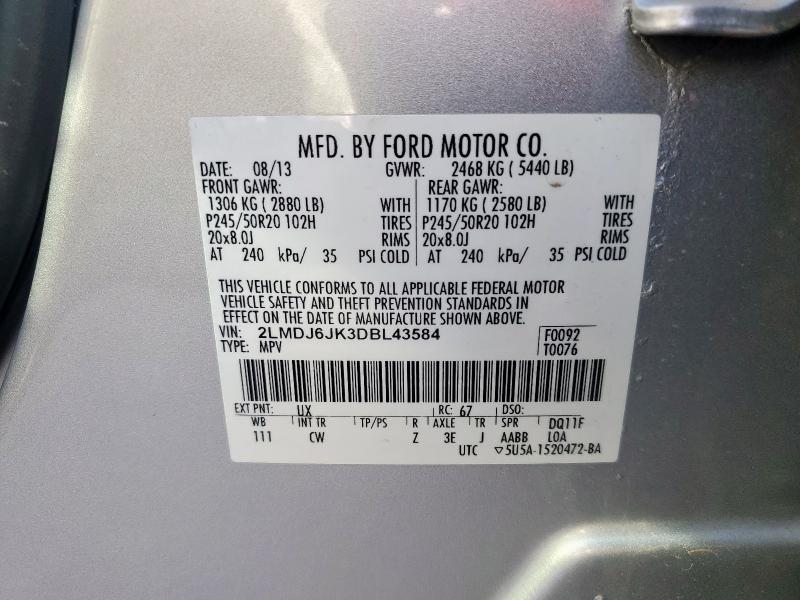 MFD. BY FORD MOTOR CO.
DATE: 08/13 GVWR: 2468 KG ( 5440 LB)
FRONT GAWR: REAR GAWR:
1306 KG ( 2880 LB) WITH 1170 KG ( 2580 LB) WITH
P245/50R20 102H TIRES P245/50R20 102H TIRES
20x8.0J RIMS 20x8.0J RIMS
AT 240 kPa/ 35 PSI COLD AT 240 kPa/ 35 PSI COLD
THIS VEHICLE CONFORMS TO ALL APPLICABLE FEDERAL MOTOR
VEHICLE SAFETY AND THEFT PREVENTION STANDARDS IN
EFFECT ON THE DATE OF MANUFACTURE SHOWN ABOVE.
VIN: 2LMDJ6JK3DBL43584 F0092
TYPE: MPV T0076
EXT PNT: UX RC: 67 DSO:
WB INT TR TP/PS R AXLE TR SPR DQ11F
111 CW Z 3E J AABB LOA
UTC ▽5U5A-1520472-BA